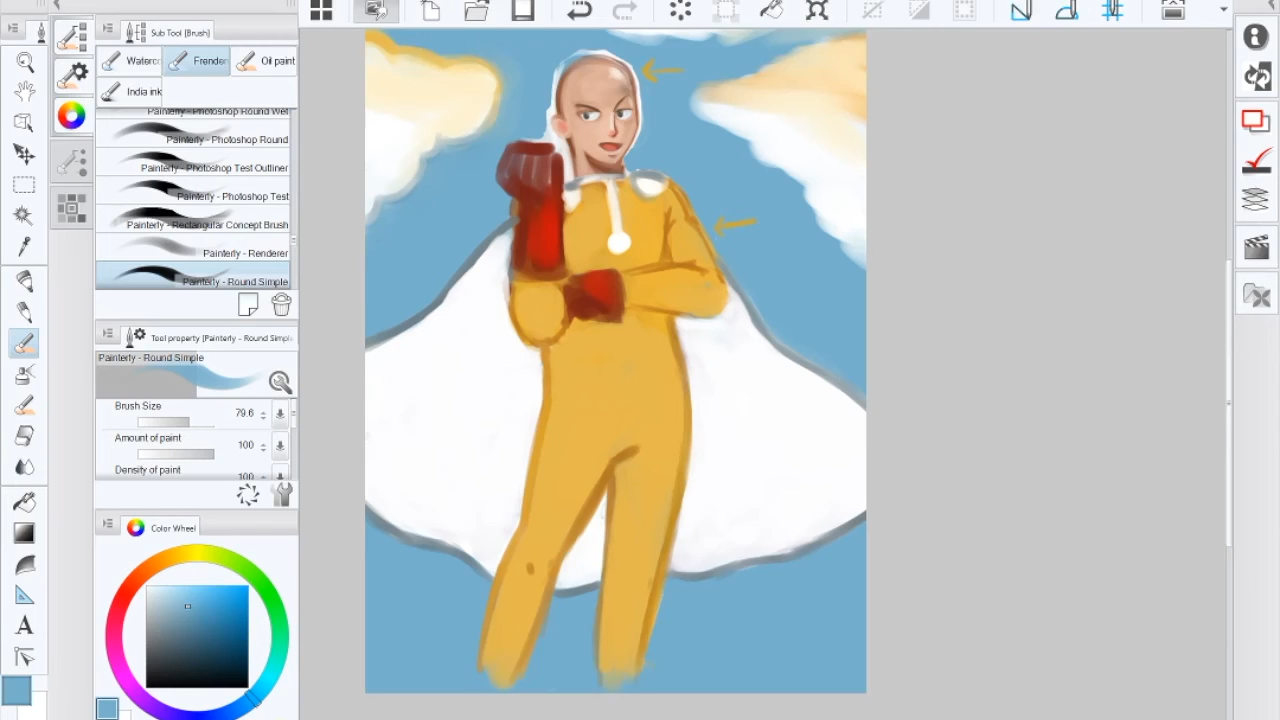 Sub Tool [Brush]
Waterc
Frender
Oil paint
India ink
Painterly - Photoshop Round Wet
Painterly - Photoshop Round
Painterly - Photoshop Test Outliner
Painterly - Photoshop Test
Painterly - Rectangular Concept Brush
Painterly - Renderer
Painterly - Round Simple
Tool property [Painterly - Round Simpl
Painterly - Round Simple
Brush Size 79.6
Amount of paint 100
Density of paint 100
Color Wheel
A